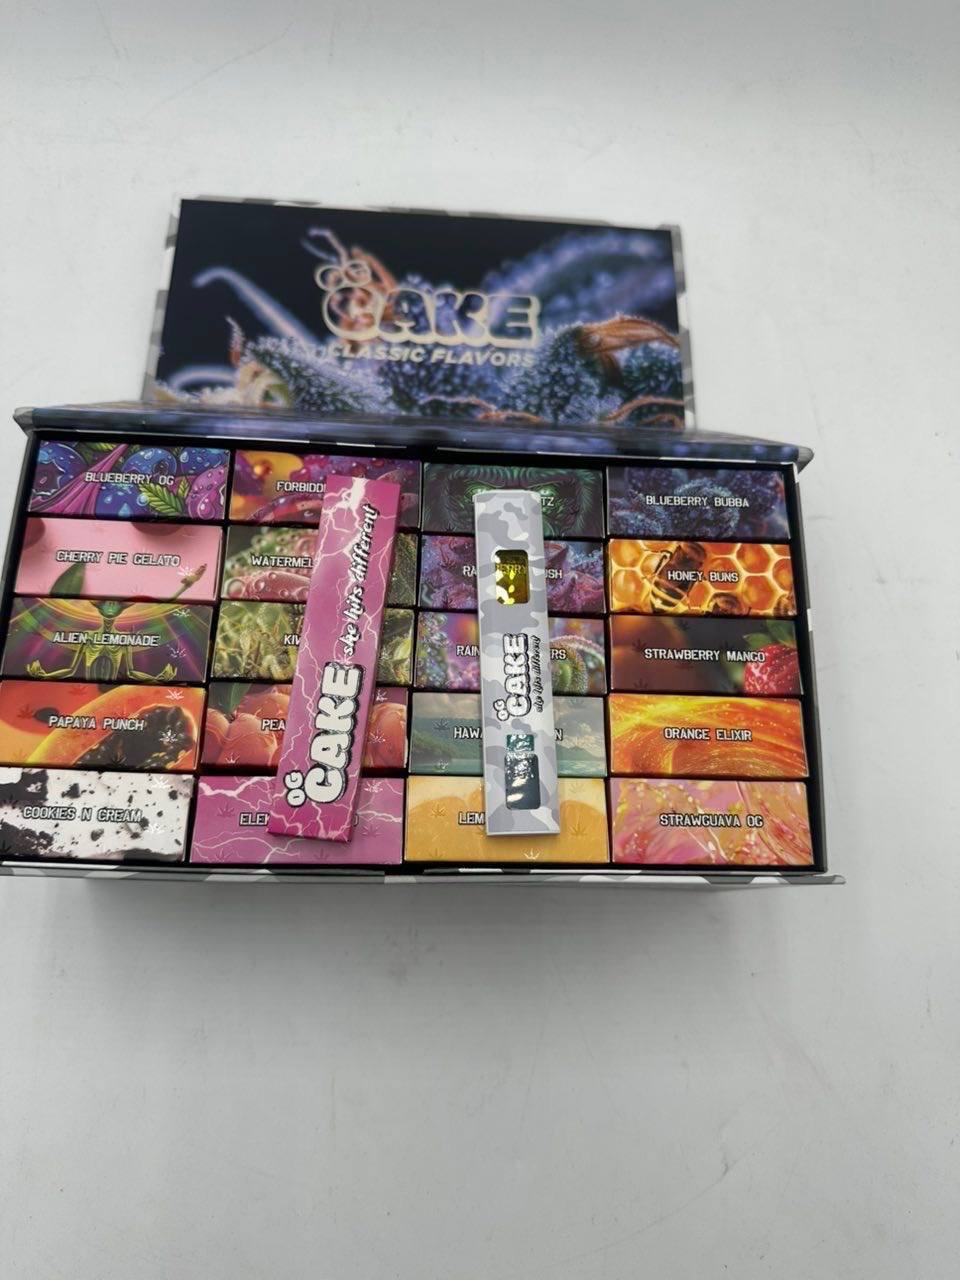 OG
CAKE
CLASSIC FLAVORS
BLUEBERRY OG
BLUEBERRY BUBBA
CHERRY PIE GELATO
HONEY BUNS
ALIEN LEMONADE
STRAWBERRY MANGO
PAPAYA PUNCH
ORANGE ELIXIR
COOKIES N CREAM
STRAWGUAVA OG
OG CAKE she hits different
OG CAKE she hits different